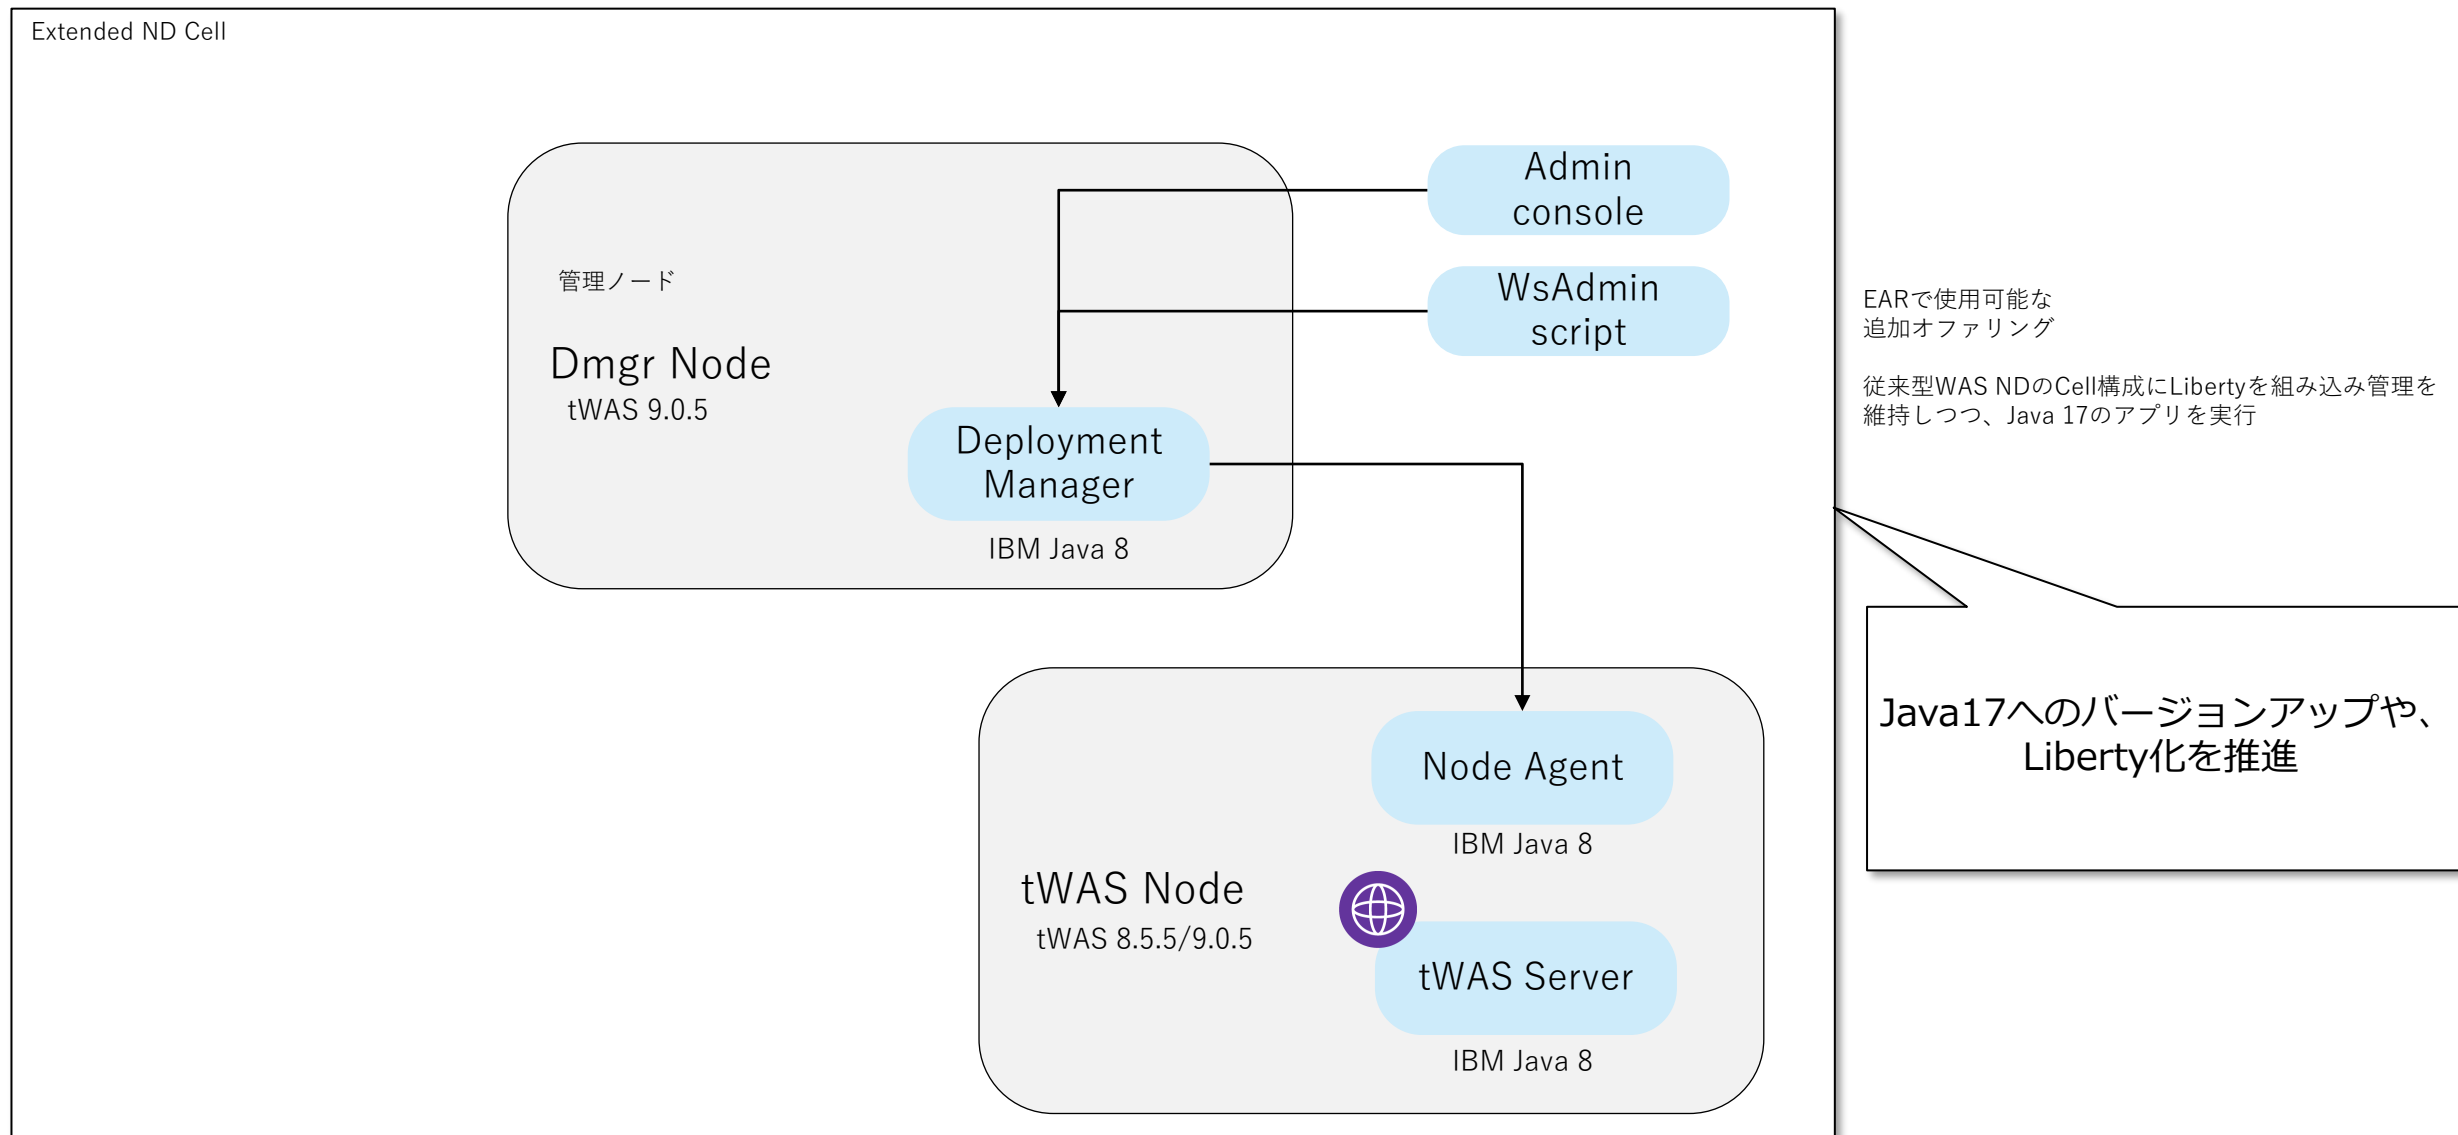 Extended ND Cell
Admin
console
管理ノード
WsAdmin
script
Dmgr Node
tWAS 9.0.5
Deployment
Manager
IBM Java 8
EARで使用可能な
追加オファリング
従来型WAS NDのCell構成にLibertyを組み込み管理を
維持しつつ、Java 17のアプリを実行
Java17へのバージョンアップや、
Liberty化を推進
Node Agent
IBM Java 8
tWAS Node
tWAS 8.5.5/9.0.5
tWAS Server
IBM Java 8